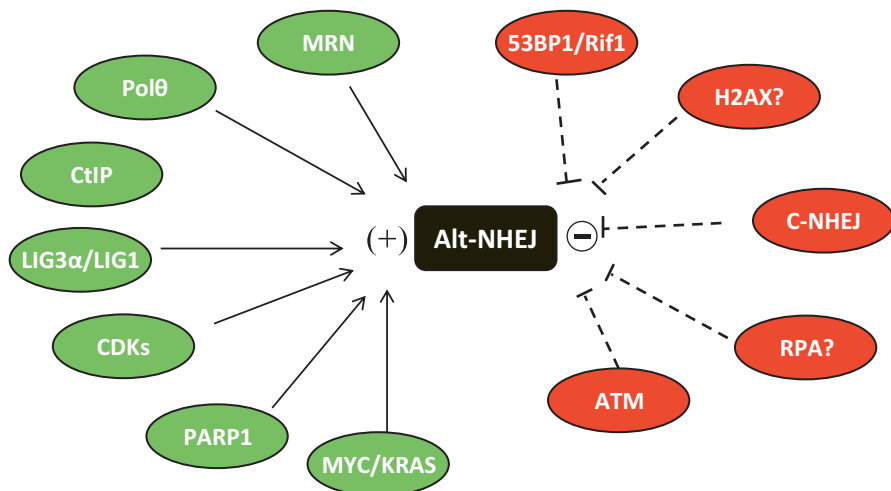 MRN
53BP1/Rif1
Polθ
H2AX?
CtIP
C-NHEJ
(+) Alt-NHEJ −
LIG3α/LIG1
CDKs
RPA?
ATM
PARP1
MYC/KRAS